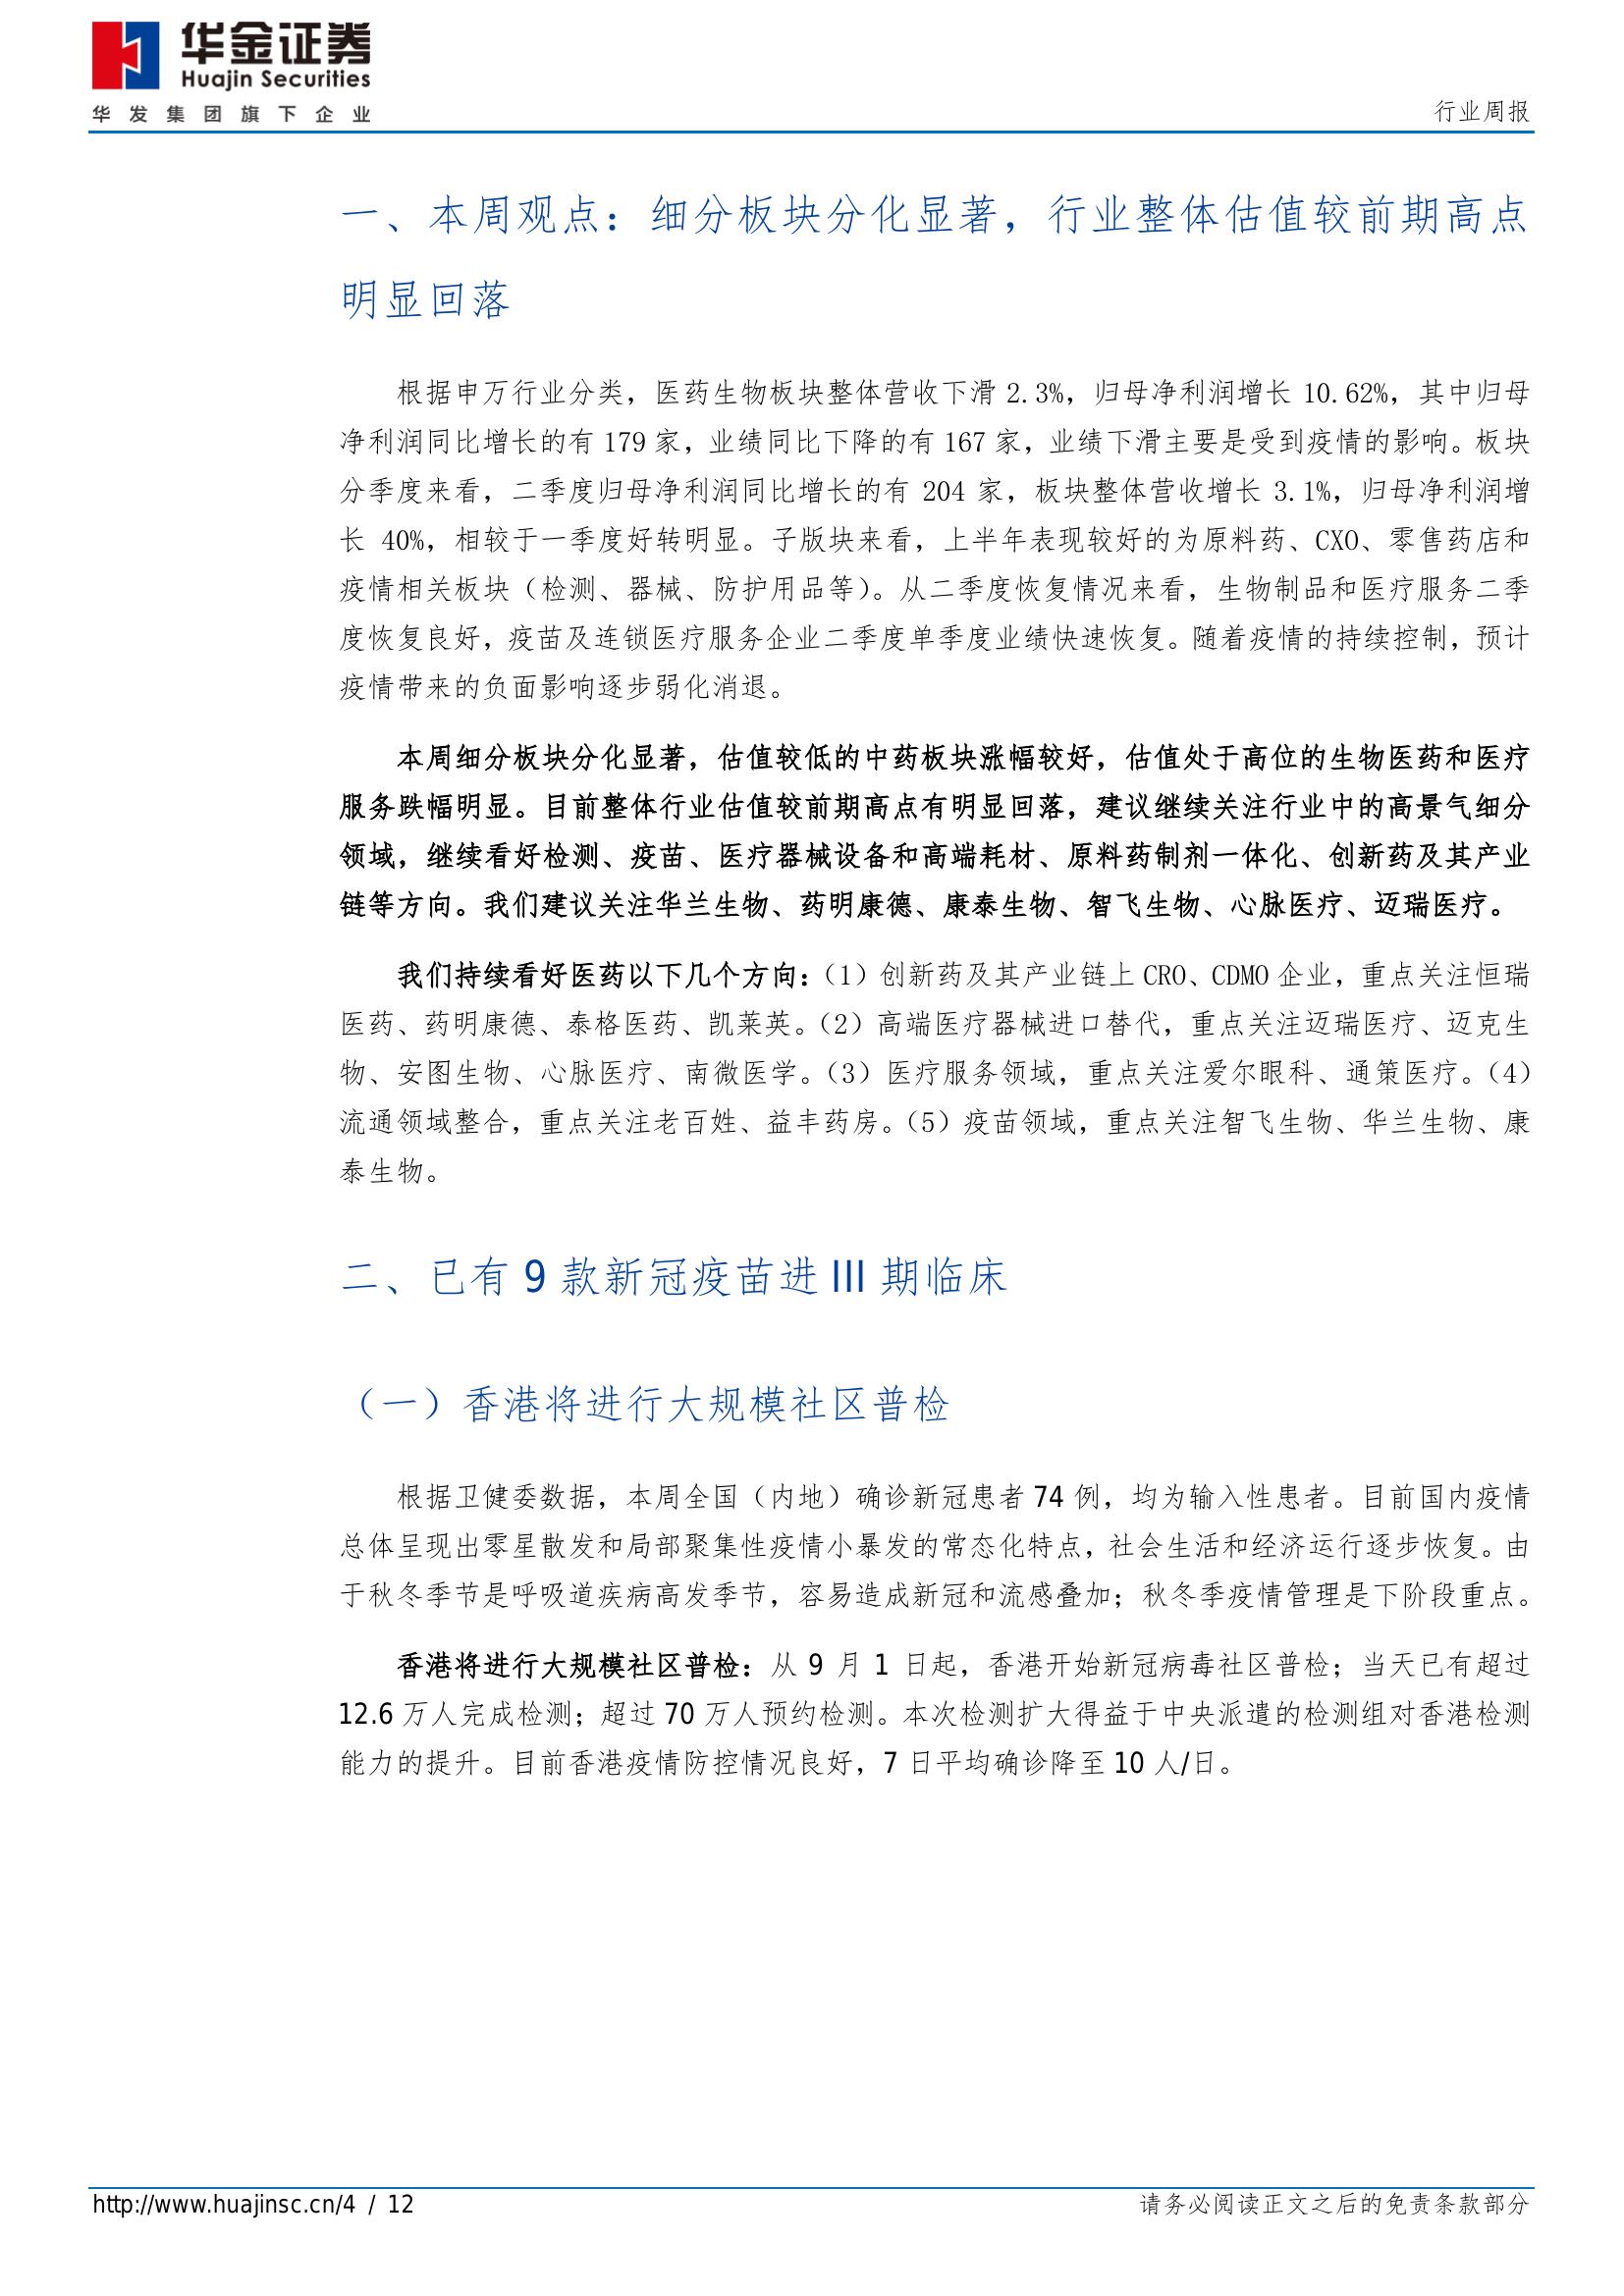 华金证券
Huajin Securities
华发集团旗下企业
行业周报
一、本周观点：细分板块分化显著，行业整体估值较前期高点
明显回落
根据申万行业分类，医药生物板块整体营收下滑 2.3%，归母净利润增长 10.62%，其中归母
净利润同比增长的有 179 家，业绩同比下降的有 167 家，业绩下滑主要是受到疫情的影响。板块
分季度来看，二季度归母净利润同比增长的有 204 家，板块整体营收增长 3.1%，归母净利润增
长 40%，相较于一季度好转明显。子版块来看，上半年表现较好的为原料药、CXO、零售药店和
疫情相关板块（检测、器械、防护用品等）。从二季度恢复情况来看，生物制品和医疗服务二季
度恢复良好，疫苗及连锁医疗服务企业二季度单季度业绩快速恢复。随着疫情的持续控制，预计
疫情带来的负面影响逐步弱化消退。
本周细分板块分化显著，估值较低的中药板块涨幅较好，估值处于高位的生物医药和医疗
服务跌幅明显。目前整体行业估值较前期高点有明显回落，建议继续关注行业中的高景气细分
领域，继续看好检测、疫苗、医疗器械设备和高端耗材、原料药制剂一体化、创新药及其产业
链等方向。我们建议关注华兰生物、药明康德、康泰生物、智飞生物、心脉医疗、迈瑞医疗。
我们持续看好医药以下几个方向：（1）创新药及其产业链上 CRO、CDMO 企业，重点关注恒瑞
医药、药明康德、泰格医药、凯莱英。（2）高端医疗器械进口替代，重点关注迈瑞医疗、迈克生
物、安图生物、心脉医疗、南微医学。（3）医疗服务领域，重点关注爱尔眼科、通策医疗。（4）
流通领域整合，重点关注老百姓、益丰药房。（5）疫苗领域，重点关注智飞生物、华兰生物、康
泰生物。
二、已有 9 款新冠疫苗进 III 期临床
（一）香港将进行大规模社区普检
根据卫健委数据，本周全国（内地）确诊新冠患者 74 例，均为输入性患者。目前国内疫情
总体呈现出零星散发和局部聚集性疫情小暴发的常态化特点，社会生活和经济运行逐步恢复。由
于秋冬季节是呼吸道疾病高发季节，容易造成新冠和流感叠加；秋冬季疫情管理是下阶段重点。
香港将进行大规模社区普检：从 9 月 1 日起，香港开始新冠病毒社区普检；当天已有超过
12.6 万人完成检测；超过 70 万人预约检测。本次检测扩大得益于中央派遣的检测组对香港检测
能力的提升。目前香港疫情防控情况良好，7 日平均确诊降至 10 人/日。
http://www.huajinsc.cn/4 / 12
请务必阅读正文之后的免责条款部分